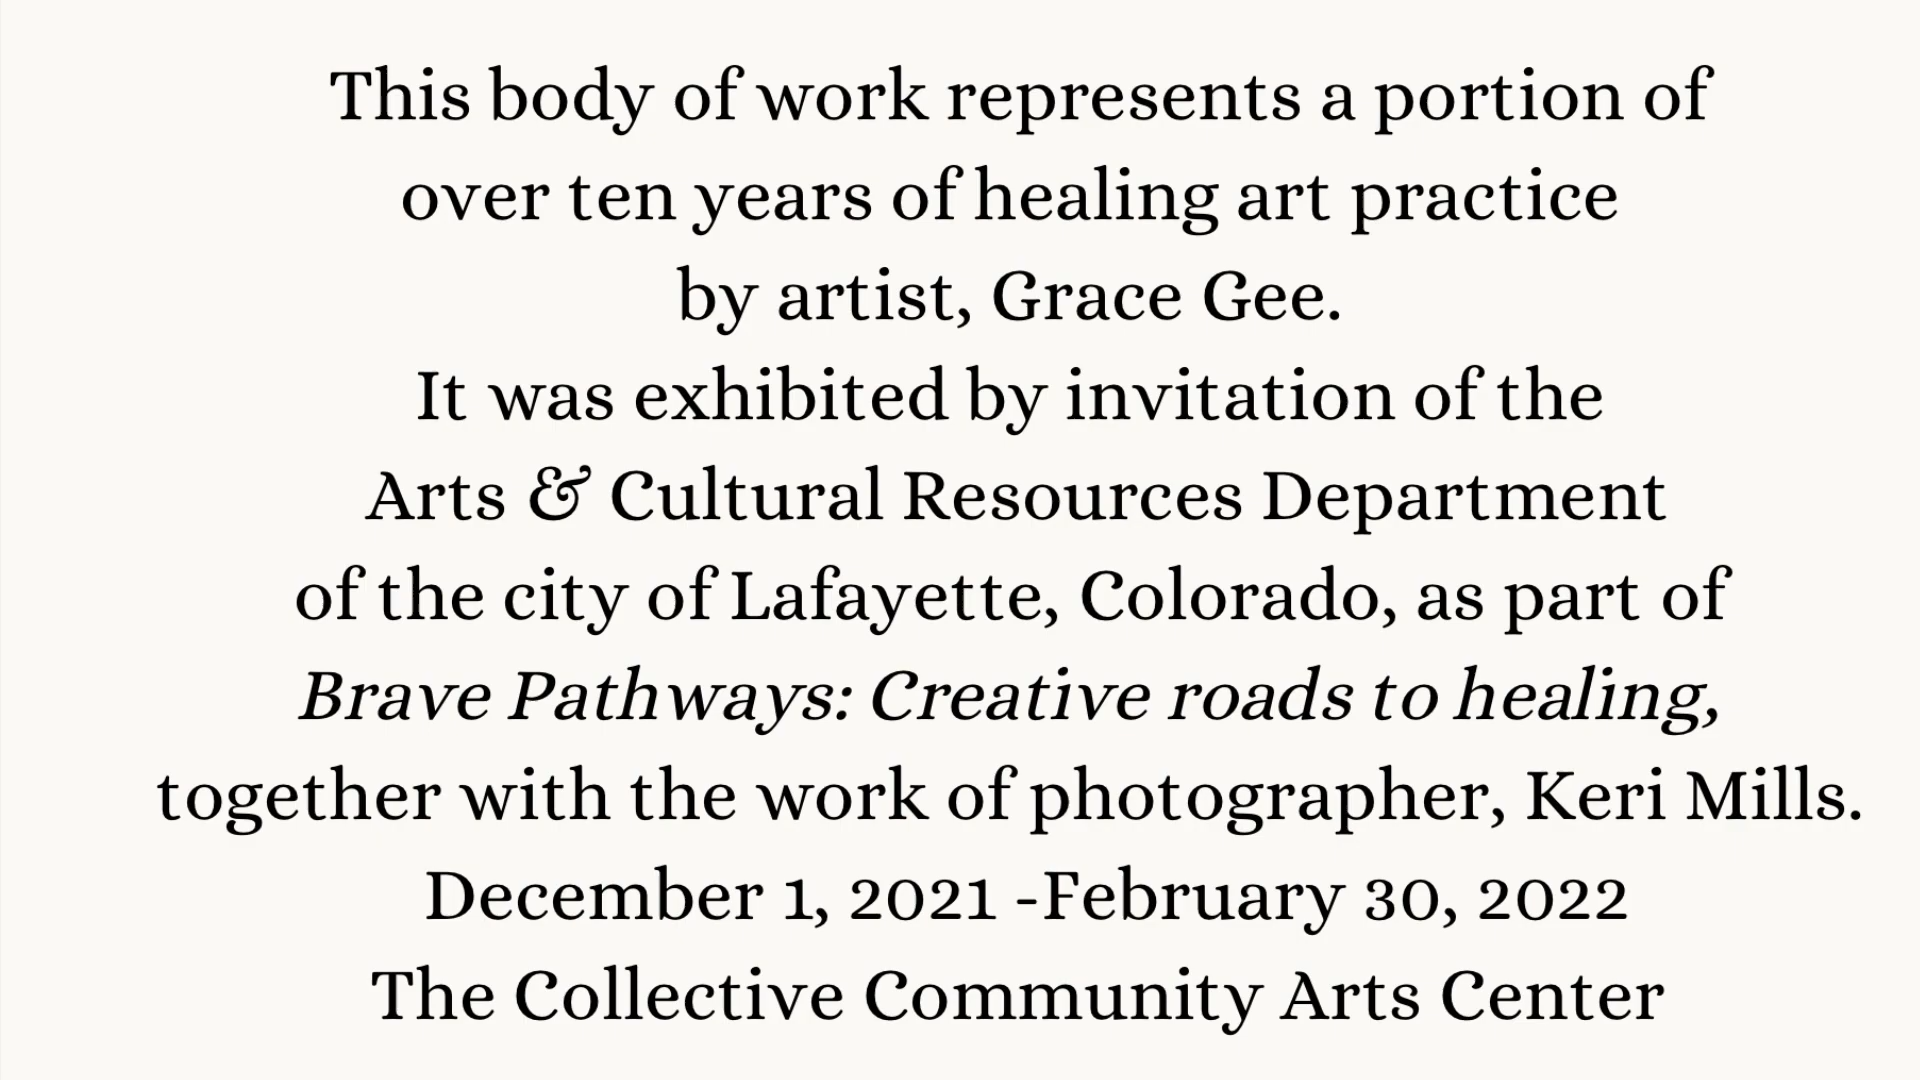 This body of work represents a portion of
over ten years of healing art practice
by artist, Grace Gee.
It was exhibited by invitation of the
Arts & Cultural Resources Department
of the city of Lafayette, Colorado, as part of
Brave Pathways: Creative roads to healing,
together with the work of photographer, Keri Mills.
December 1, 2021 -February 30, 2022
The Collective Community Arts Center